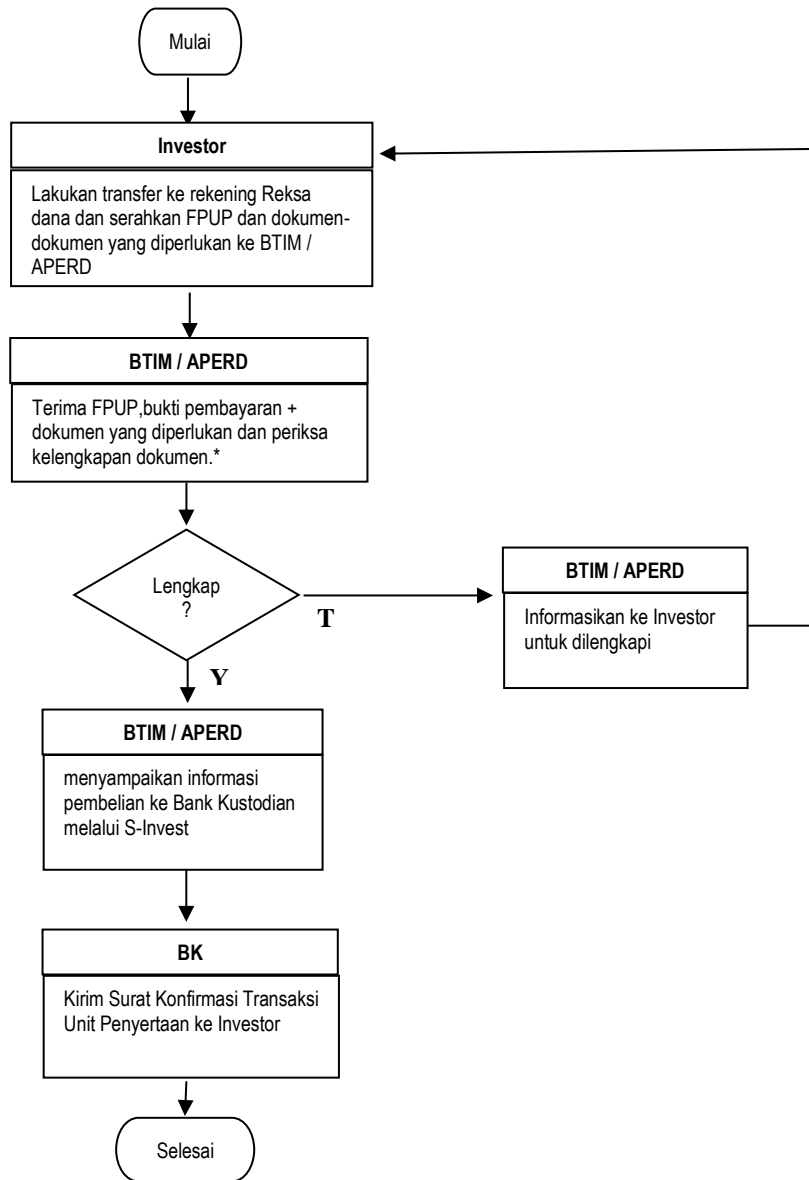 Mulai
Investor
Lakukan transfer ke rekening Reksa
dana dan serahkan FPUP dan dokumen-
dokumen yang diperlukan ke BTIM /
APERD
BTIM / APERD
Terima FPUP,bukti pembayaran +
dokumen yang diperlukan dan periksa
kelengkapan dokumen.*
Lengkap
?
T
BTIM / APERD
Informasikan ke Investor
untuk dilengkapi
Y
BTIM / APERD
menyampaikan informasi
pembelian ke Bank Kustodian
melalui S-Invest
BK
Kirim Surat Konfirmasi Transaksi
Unit Penyertaan ke Investor
Selesai